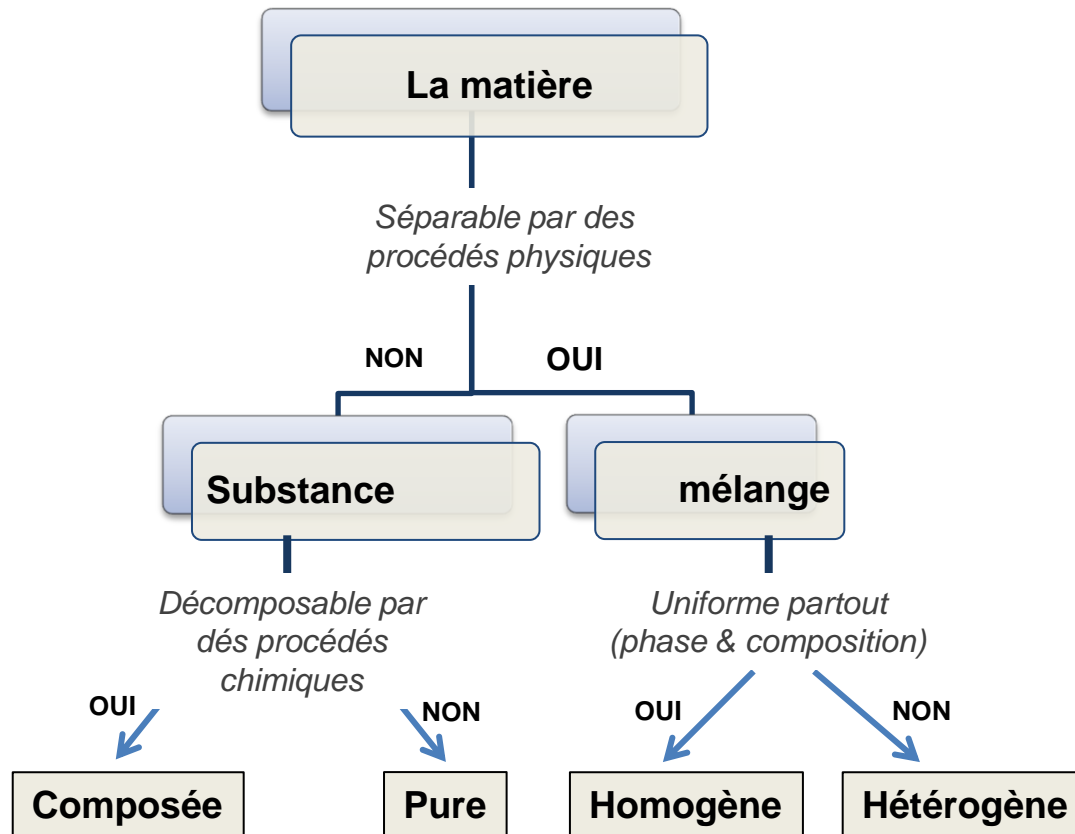 La matière
Séparable par des
procédés physiques
NON
OUI
Substance
mélange
Décomposable par
dés procédés
chimiques
Uniforme partout
(phase & composition)
OUI
NON
OUI
NON
Composée
Pure
Homogène
Hétérogène